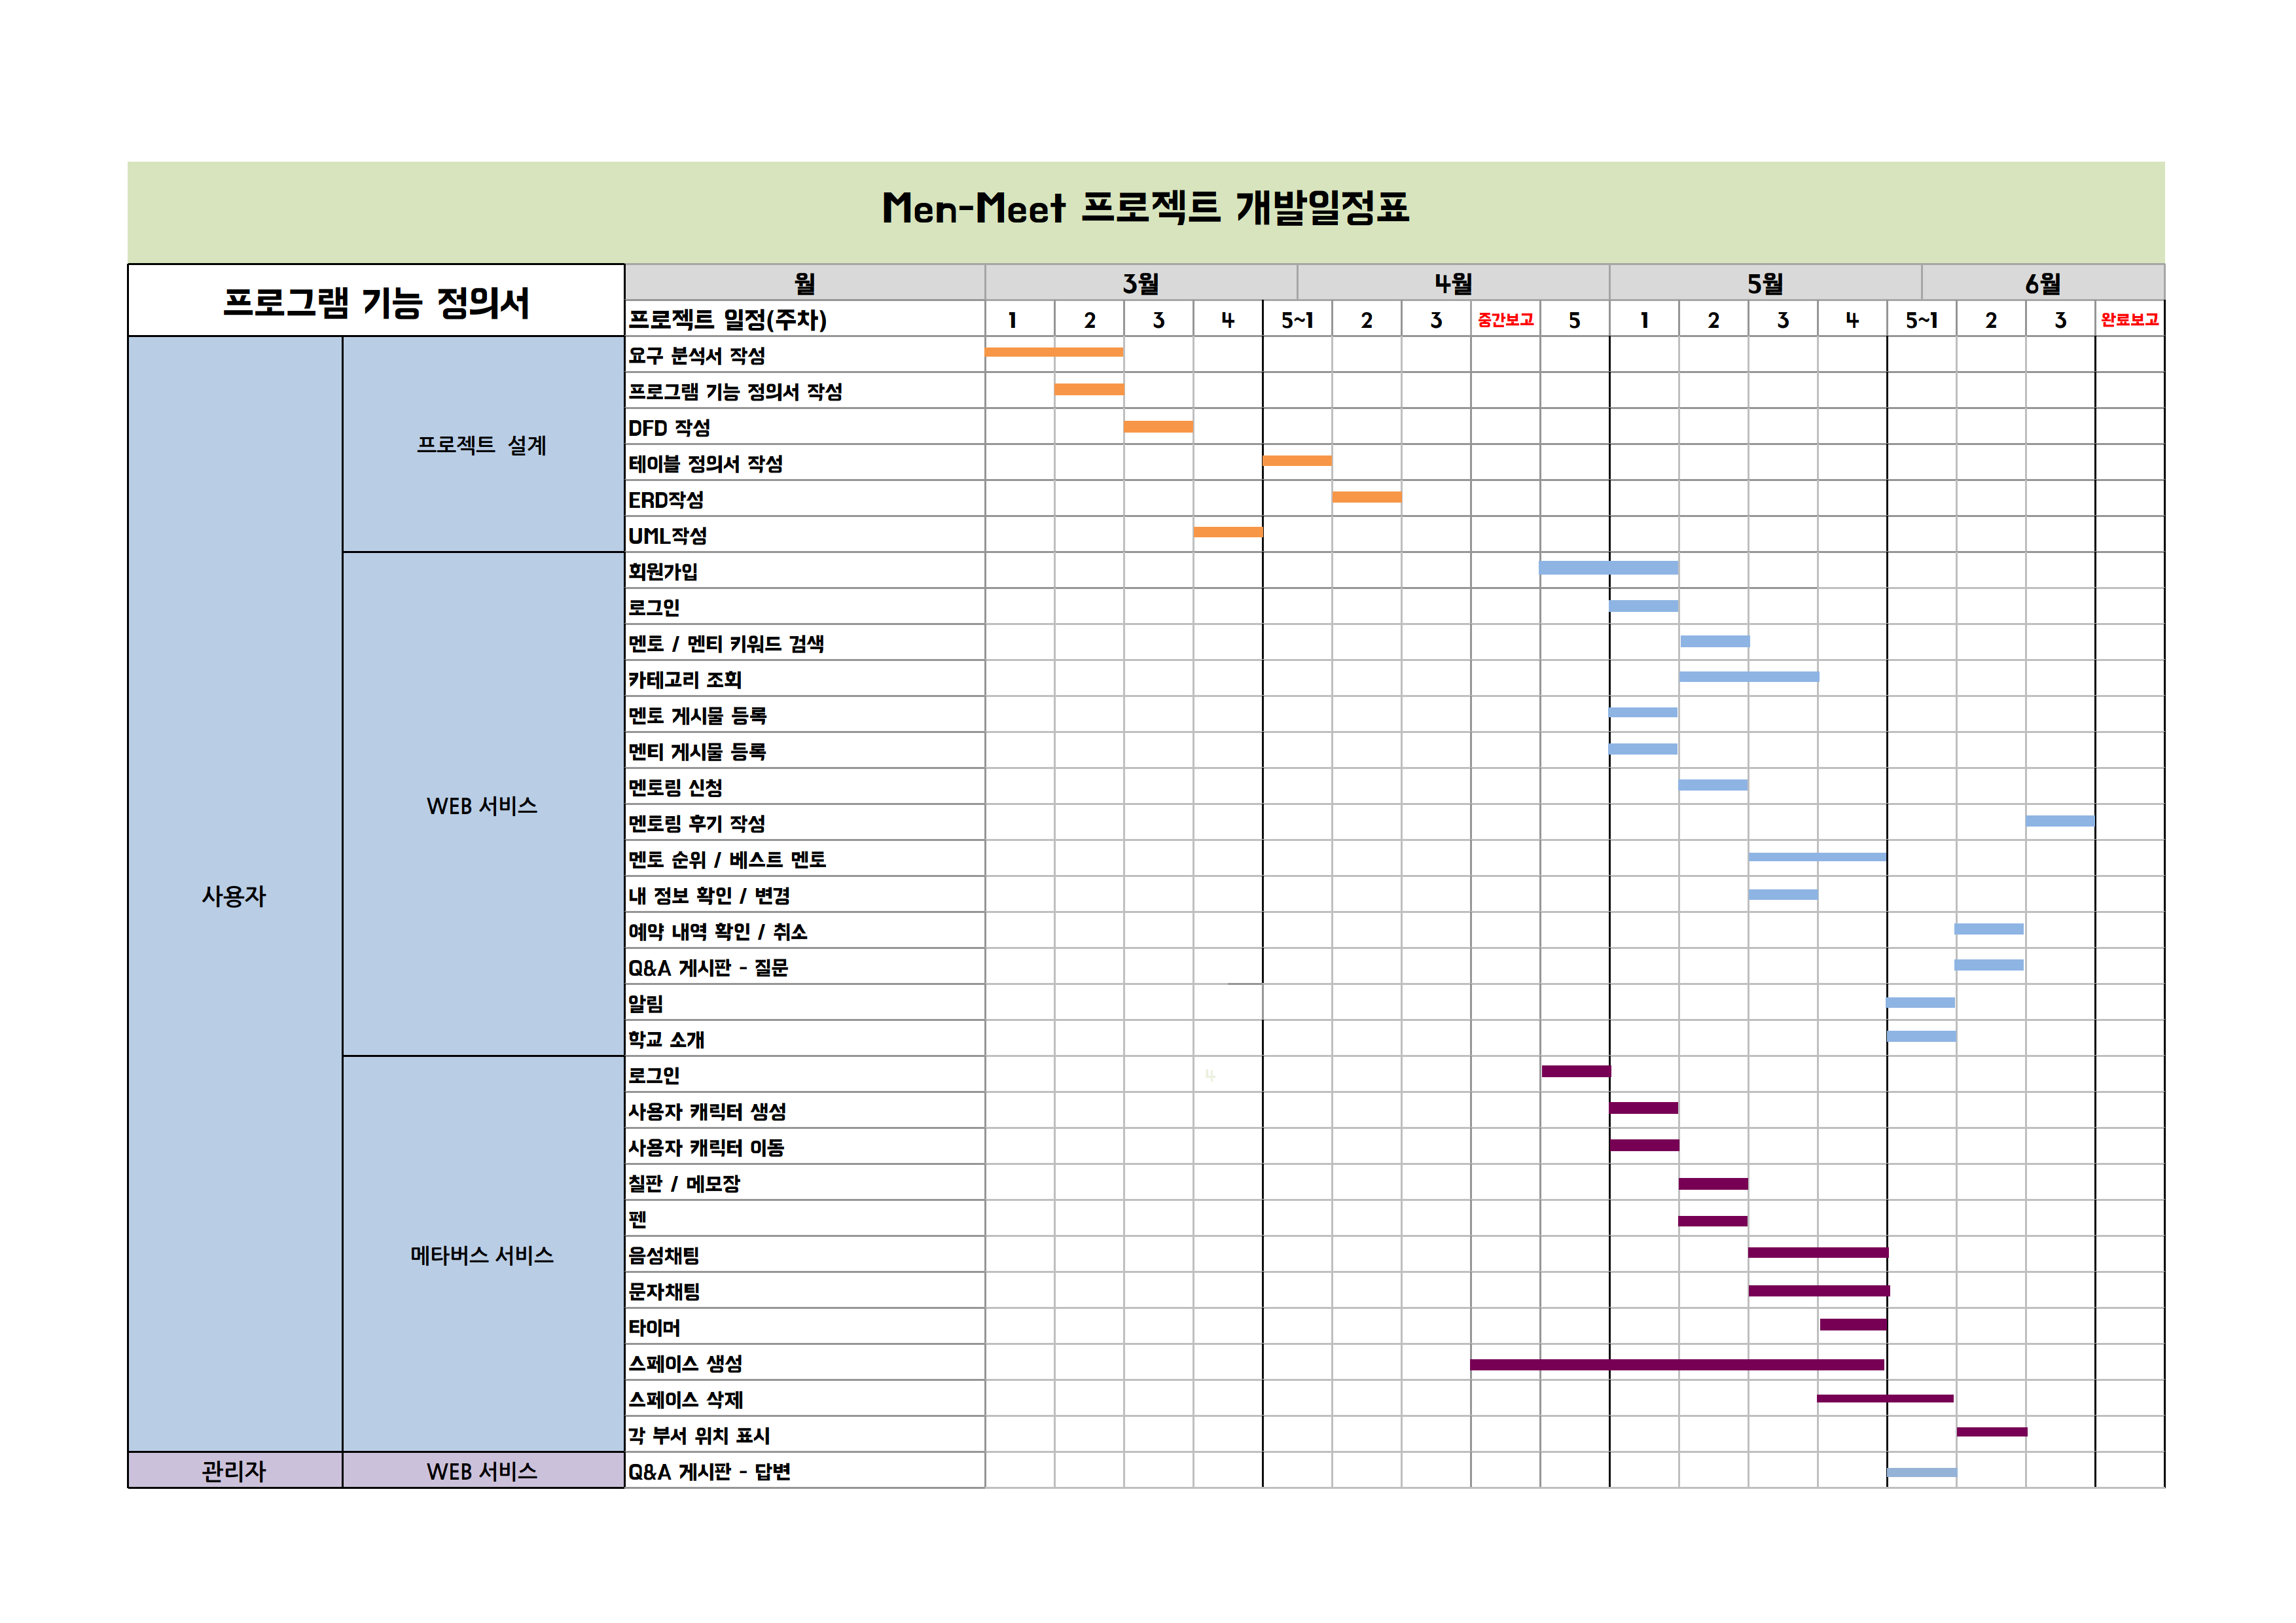 Men-Meet 프로젝트 개발일정표
프로그램 기능 정의서
월 3월 4월 5월 6월
프로젝트 일정(주차) 1 2 3 4 5~1 2 3 중간보고 5 1 2 3 4 5~1 2 3 완료보고
사용자
프로젝트 설계
요구 분석서 작성
프로그램 기능 정의서 작성
DFD 작성
테이블 정의서 작성
ERD작성
UML작성
WEB 서비스
회원가입
로그인
멘토 / 멘티 키워드 검색
카테고리 조회
멘토 게시물 등록
멘티 게시물 등록
멘토링 신청
멘토링 후기 작성
멘토 순위 / 베스트 멘토
내 정보 확인 / 변경
예약 내역 확인 / 취소
Q&A 게시판 - 질문
알림
학교 소개
메타버스 서비스
로그인 4
사용자 캐릭터 생성
사용자 캐릭터 이동
칠판 / 메모장
펜
음성채팅
문자채팅
타이머
스페이스 생성
스페이스 삭제
각 부서 위치 표시
관리자 WEB 서비스 Q&A 게시판 - 답변